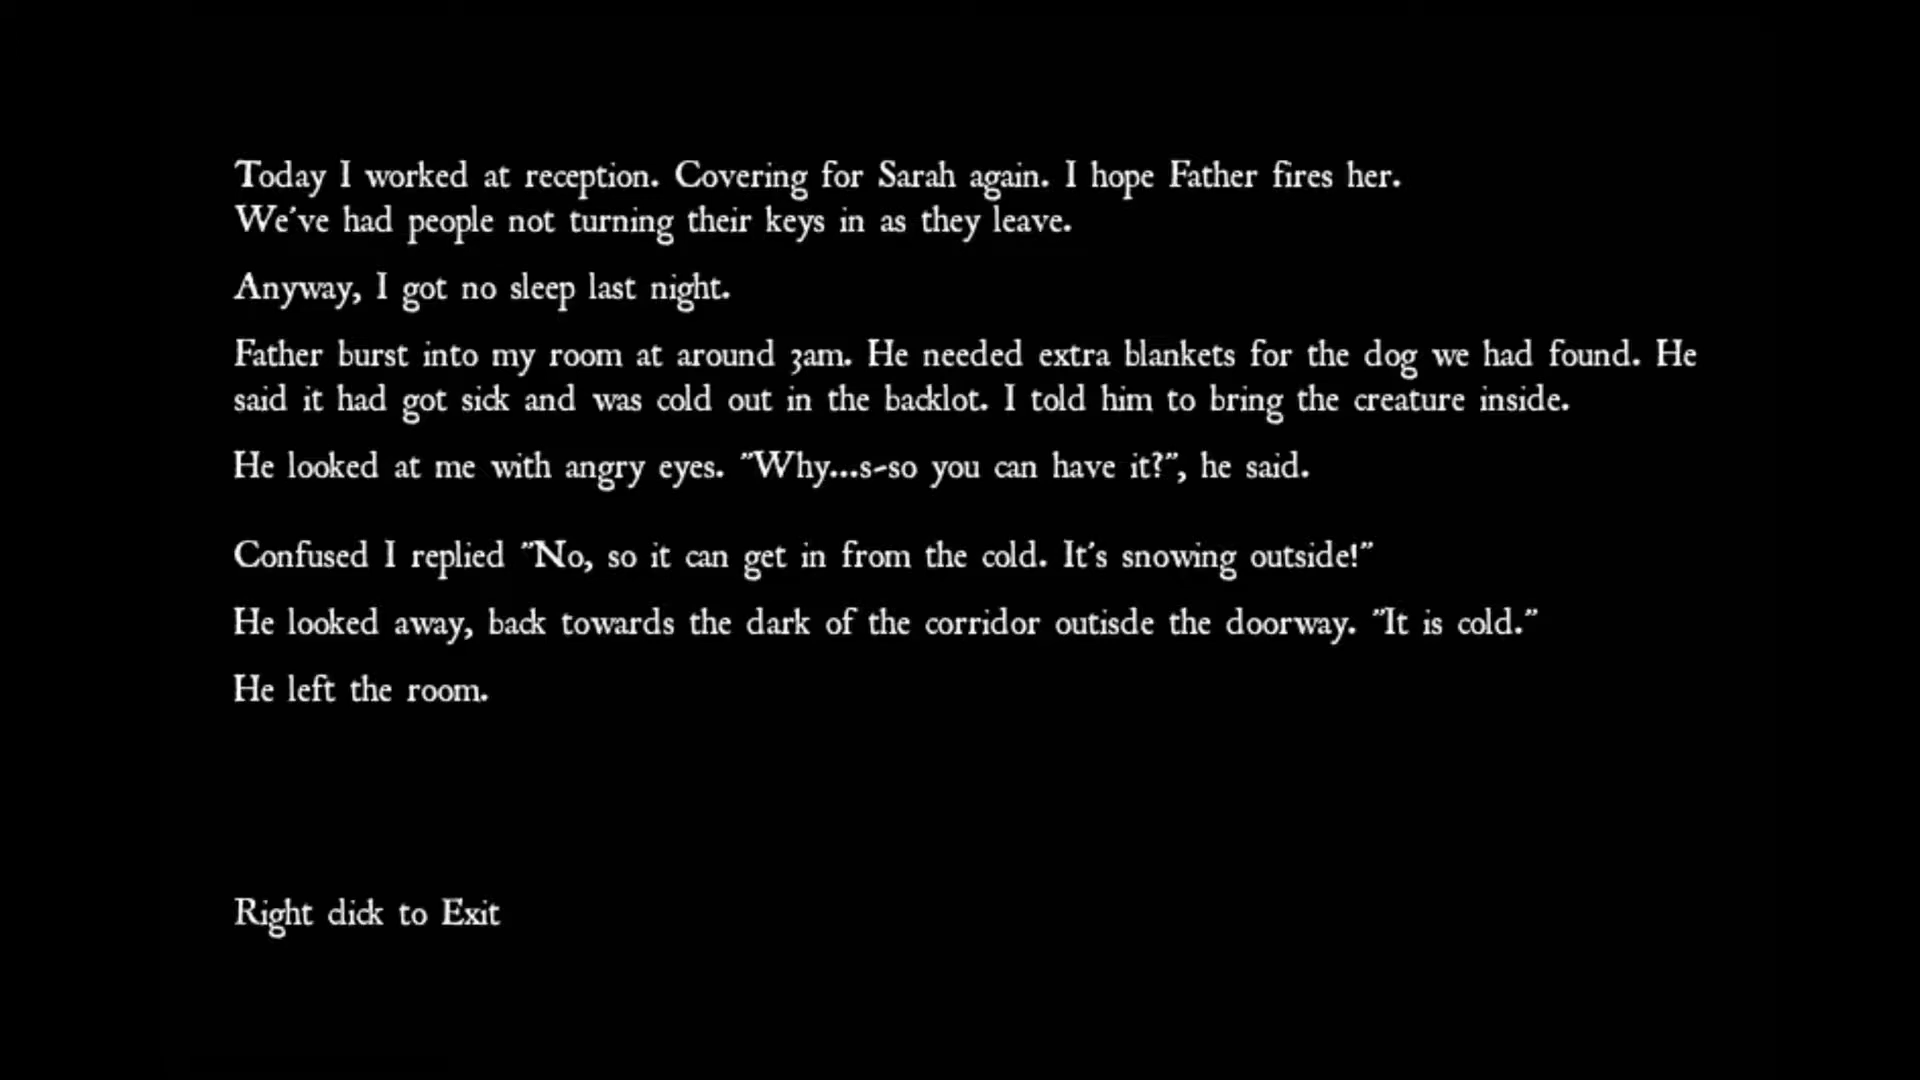 Today I worked at reception. Covering for Sarah again. I hope Father fires her.
We've had people not turning their keys in as they leave.
Anyway, I got no sleep last night.
Father burst into my room at around 3am. He needed extra blankets for the dog we had found. He
said it had got sick and was cold out in the backlot. I told him to bring the creature inside.
He looked at me with angry eyes. "Why...s-so you can have it?", he said.
Confused I replied "No, so it can get in from the cold. It's snowing outside!"
He looked away, back towards the dark of the corridor outisde the doorway. "It is cold."
He left the room.
Right click to Exit